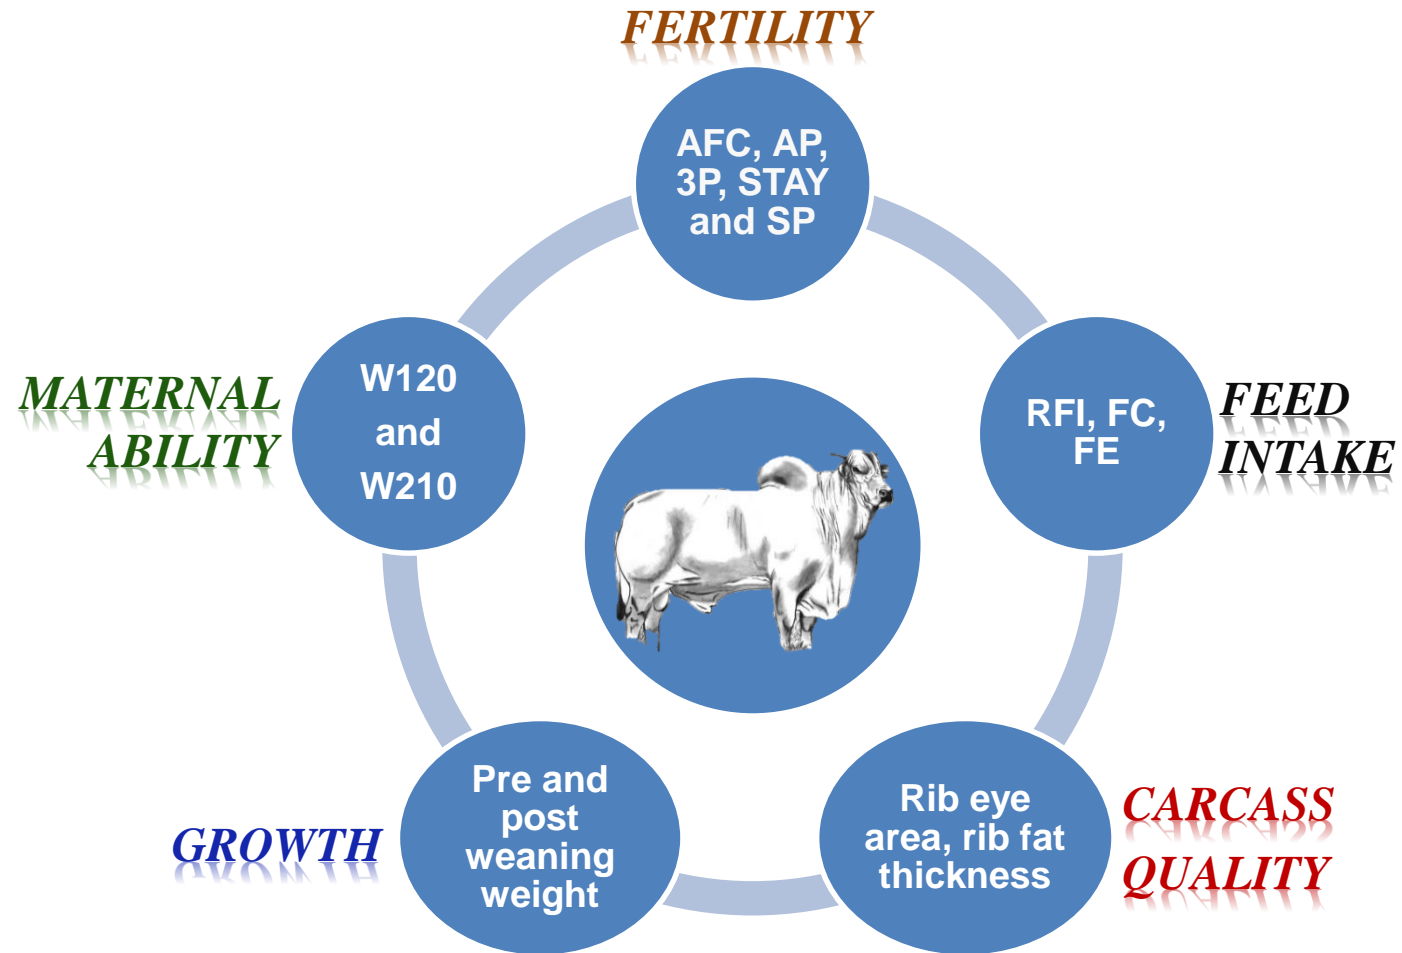 FERTILITY
AFC, AP,
3P, STAY
and SP
MATERNAL
ABILITY
W120
and
W210
RFI, FC,
FE
FEED
INTAKE
GROWTH
Pre and
post
weaning
weight
Rib eye
area, rib fat
thickness
CARCASS
QUALITY